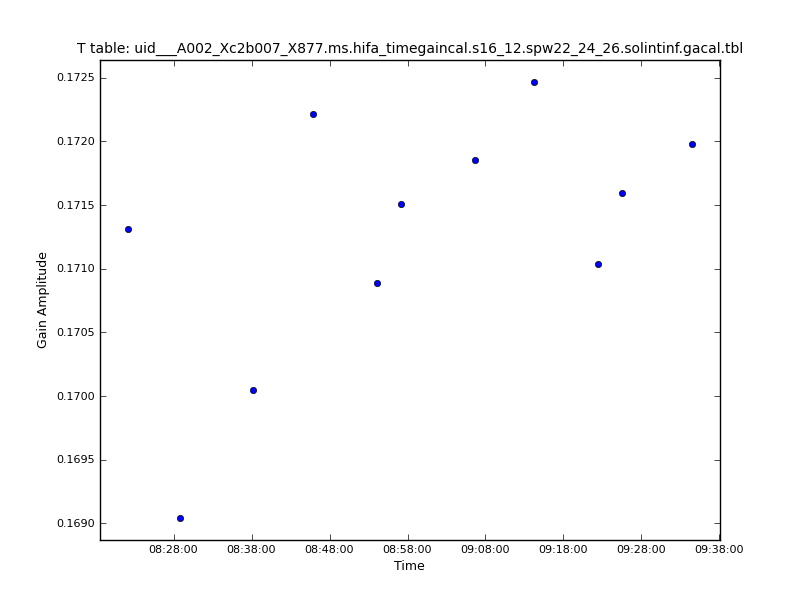 T table: uid___A002_Xc2b007_X877.ms.hifa_timegaincal.s16_12.spw22_24_26.solintinf.gacal.tbl
0.1725
0.1720
0.1715
0.1710
0.1705
0.1700
0.1695
0.1690
Gain Amplitude
08:28:00 08:38:00 08:48:00 08:58:00 09:08:00 09:18:00 09:28:00 09:38:00
Time